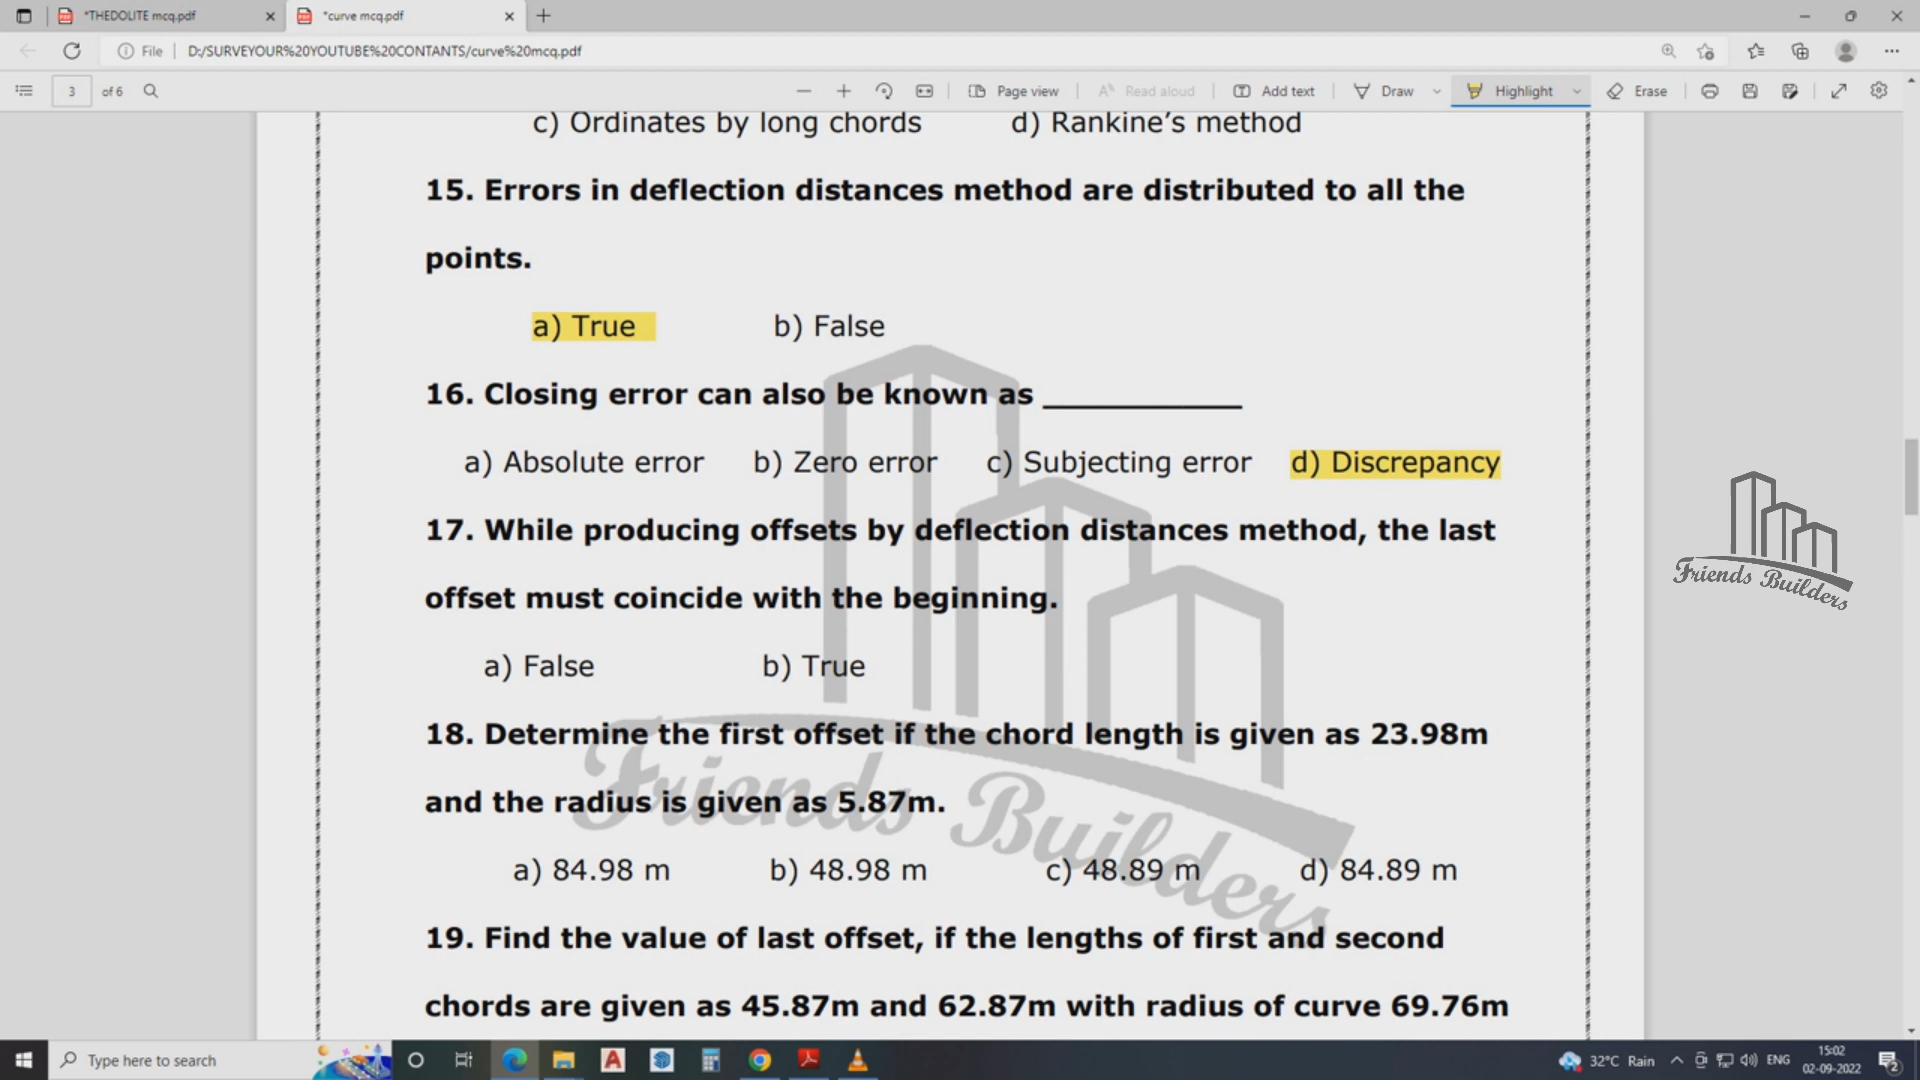 *THEDOLITE mcq.pdf
*curve mcq.pdf
File
D:/SURVEYOUR%20YOUTUBE%20CONTANTS/curve%20mcq.pdf
3 of 6
Page view
Read aloud
Add text
Draw
Highlight
Erase
c) Ordinates by long chords d) Rankine's method
15. Errors in deflection distances method are distributed to all the
points.
a) True b) False
16. Closing error can also be known as ____________
a) Absolute error b) Zero error c) Subjecting error d) Discrepancy
17. While producing offsets by deflection distances method, the last
offset must coincide with the beginning.
a) False b) True
18. Determine the first offset if the chord length is given as 23.98m
and the radius is given as 5.87m.
a) 84.98 m b) 48.98 m c) 48.89 m d) 84.89 m
19. Find the value of last offset, if the lengths of first and second
chords are given as 45.87m and 62.87m with radius of curve 69.76m
Friends Builders
Friends Builders
Type here to search
32°C Rain
ENG
15:02
02-09-2022
2